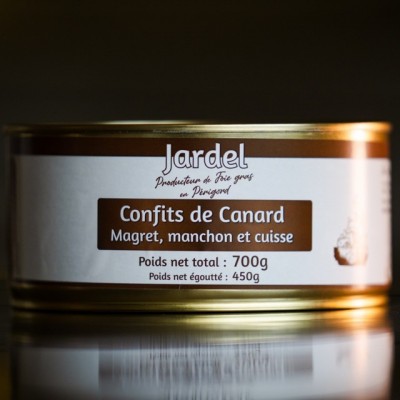 Jardel
Producteur de Foie gras
en Périgord
Confits de Canard
Magret, manchon et cuisse
Poids net total : 700g
Poids net égoutté : 450g